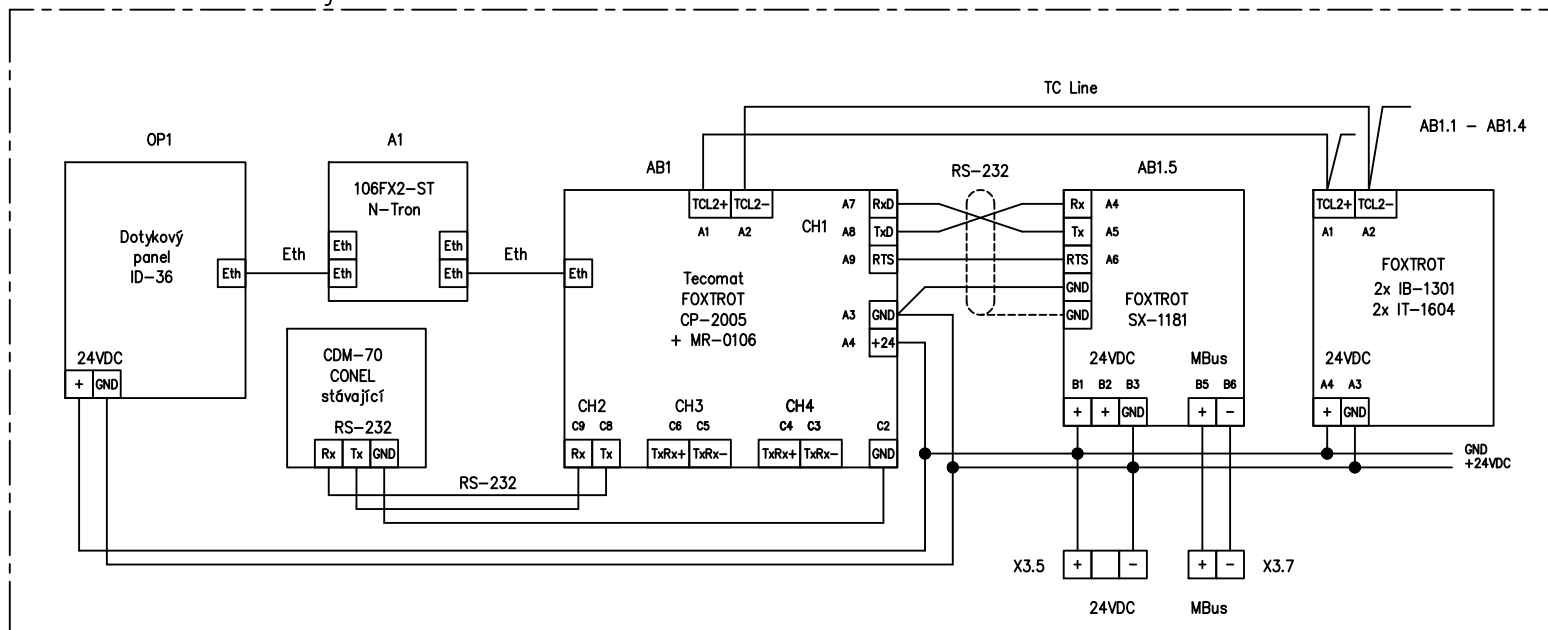 TC Line
OP1
A1
AB1
RS-232
AB1.5
AB1.1 - AB1.4
106FX2-ST
N-Tron
Eth
Eth
Dotykový
panel
ID-36
Eth
Eth
Eth
24VDC
+ GND
CDM-70
CONEL
stávající
RS-232
Rx Tx GND
RS-232
Eth
Eth
Eth
TCL2+ TCL2-
A1 A2
CH1
A7 RxD
A8 TxD
A9 RTS
A3 GND
A4 +24
Tecomat
FOXTROT
CP-2005
+ MR-0106
CH2
C9 C8
Rx Tx
CH3
C6 C5
TxRx+ TxRx-
CH4
C4 C3
TxRx+ TxRx-
C2
GND
Rx A4
Tx A5
RTS A6
GND
GND
FOXTROT
SX-1181
24VDC
B1 B2 B3
+ + GND
MBus
B5 B6
+ -
TCL2+ TCL2-
A1 A2
FOXTROT
2x IB-1301
2x IT-1604
24VDC
A4 A3
+ GND
GND
+24VDC
X3.5 + -
24VDC
+ - X3.7
MBus